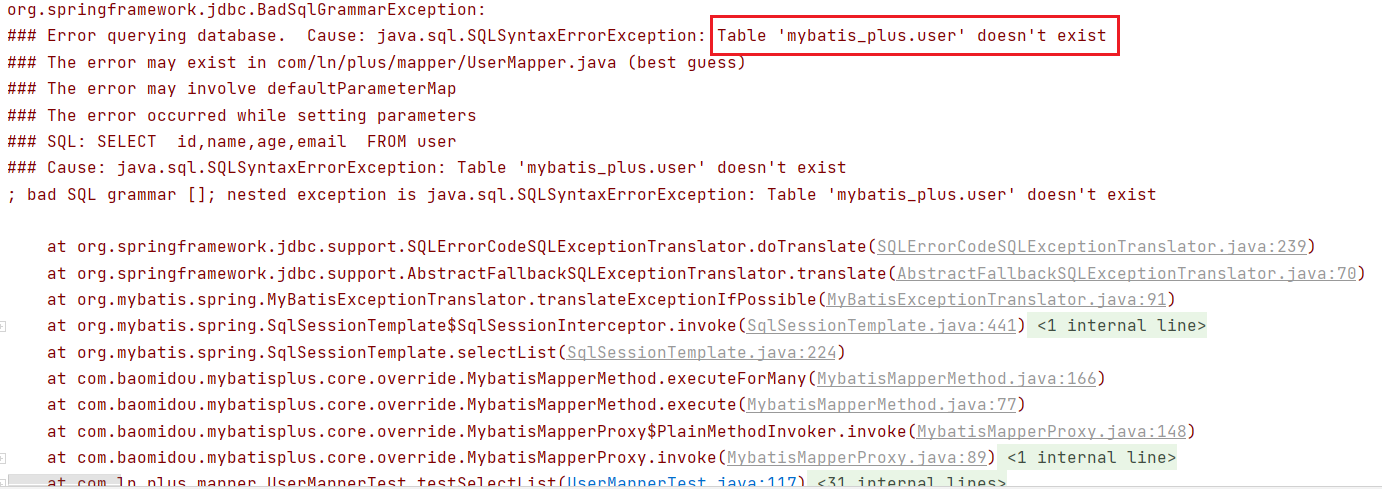 org.springframework.jdbc.BadSqlGrammarException:
### Error querying database.  Cause: java.sql.SQLSyntaxErrorException: Table 'mybatis_plus.user' doesn't exist
### The error may exist in com/ln/plus/mapper/UserMapper.java (best guess)
### The error may involve defaultParameterMap
### The error occurred while setting parameters
### SQL: SELECT  id,name,age,email  FROM user
### Cause: java.sql.SQLSyntaxErrorException: Table 'mybatis_plus.user' doesn't exist
; bad SQL grammar []; nested exception is java.sql.SQLSyntaxErrorException: Table 'mybatis_plus.user' doesn't exist
at org.springframework.jdbc.support.SQLErrorCodeSQLExceptionTranslator.doTranslate(SQLErrorCodeSQLExceptionTranslator.java:239)
at org.springframework.jdbc.support.AbstractFallbackSQLExceptionTranslator.translate(AbstractFallbackSQLExceptionTranslator.java:70)
at org.mybatis.spring.MyBatisExceptionTranslator.translateExceptionIfPossible(MyBatisExceptionTranslator.java:91)
at org.mybatis.spring.SqlSessionTemplate$SqlSessionInterceptor.invoke(SqlSessionTemplate.java:441) <1 internal line>
at org.mybatis.spring.SqlSessionTemplate.selectList(SqlSessionTemplate.java:224)
at com.baomidou.mybatisplus.core.override.MybatisMapperMethod.executeForMany(MybatisMapperMethod.java:166)
at com.baomidou.mybatisplus.core.override.MybatisMapperMethod.execute(MybatisMapperMethod.java:77)
at com.baomidou.mybatisplus.core.override.MybatisMapperProxy$PlainMethodInvoker.invoke(MybatisMapperProxy.java:148)
at com.baomidou.mybatisplus.core.override.MybatisMapperProxy.invoke(MybatisMapperProxy.java:89) <1 internal line>
at com.ln.plus.mapper.UserMapperTest.testSelectList(UserMapperTest.java:117) <31 internal lines>